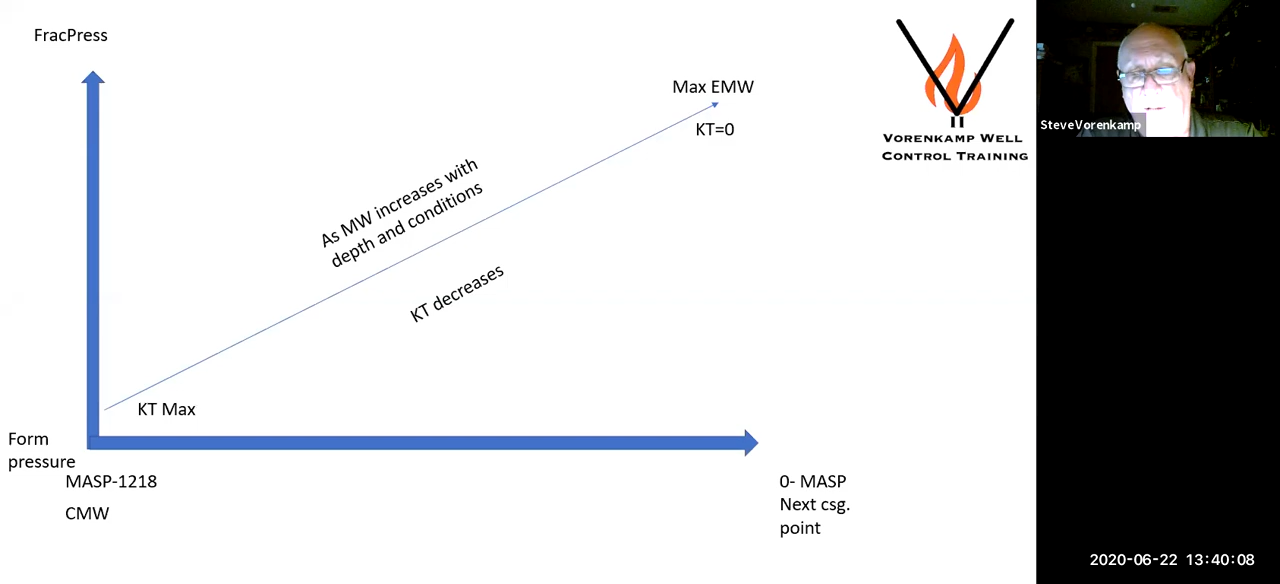 FracPress
Max EMW
KT=0
As MW increases with
depth and conditions
KT decreases
KT Max
Form
pressure
MASP-1218
CMW
0- MASP
Next csg.
point
VORENKAMP WELL
CONTROL TRAINING
SteveVorenkamp
2020-06-22 13:40:08